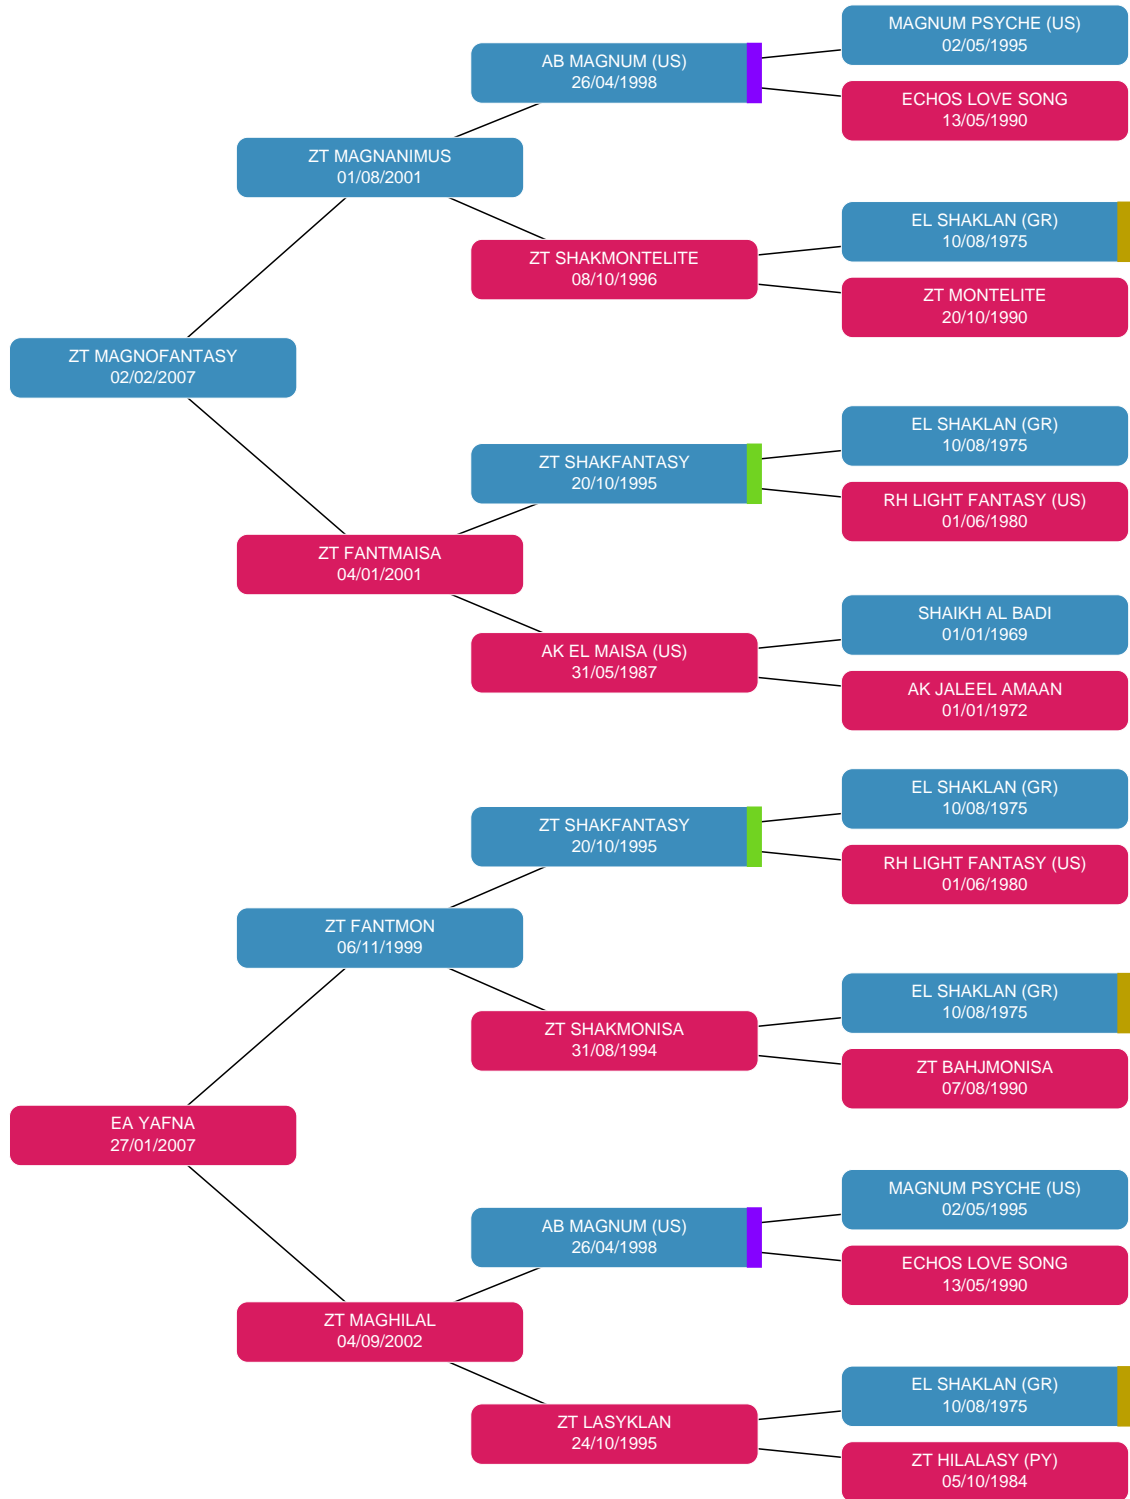 MAGNUM PSYCHE (US)
02/05/1995
AB MAGNUM (US)
26/04/1998
ECHOS LOVE SONG
13/05/1990
ZT MAGNANIMUS
01/08/2001
EL SHAKLAN (GR)
10/08/1975
ZT SHAKMONTELITE
08/10/1996
ZT MONTELITE
20/10/1990
ZT MAGNOFANTASY
02/02/2007
EL SHAKLAN (GR)
10/08/1975
ZT SHAKFANTASY
20/10/1995
RH LIGHT FANTASY (US)
01/06/1980
ZT FANTMAISA
04/01/2001
SHAIKH AL BADI
01/01/1969
AK EL MAISA (US)
31/05/1987
AK JALEEL AMAAN
01/01/1972
EL SHAKLAN (GR)
10/08/1975
ZT SHAKFANTASY
20/10/1995
RH LIGHT FANTASY (US)
01/06/1980
ZT FANTMON
06/11/1999
EL SHAKLAN (GR)
10/08/1975
ZT SHAKMONISA
31/08/1994
ZT BAHJMONISA
07/08/1990
EA YAFNA
27/01/2007
MAGNUM PSYCHE (US)
02/05/1995
AB MAGNUM (US)
26/04/1998
ECHOS LOVE SONG
13/05/1990
ZT MAGHILAL
04/09/2002
EL SHAKLAN (GR)
10/08/1975
ZT LASYKLAN
24/10/1995
ZT HILALASY (PY)
05/10/1984